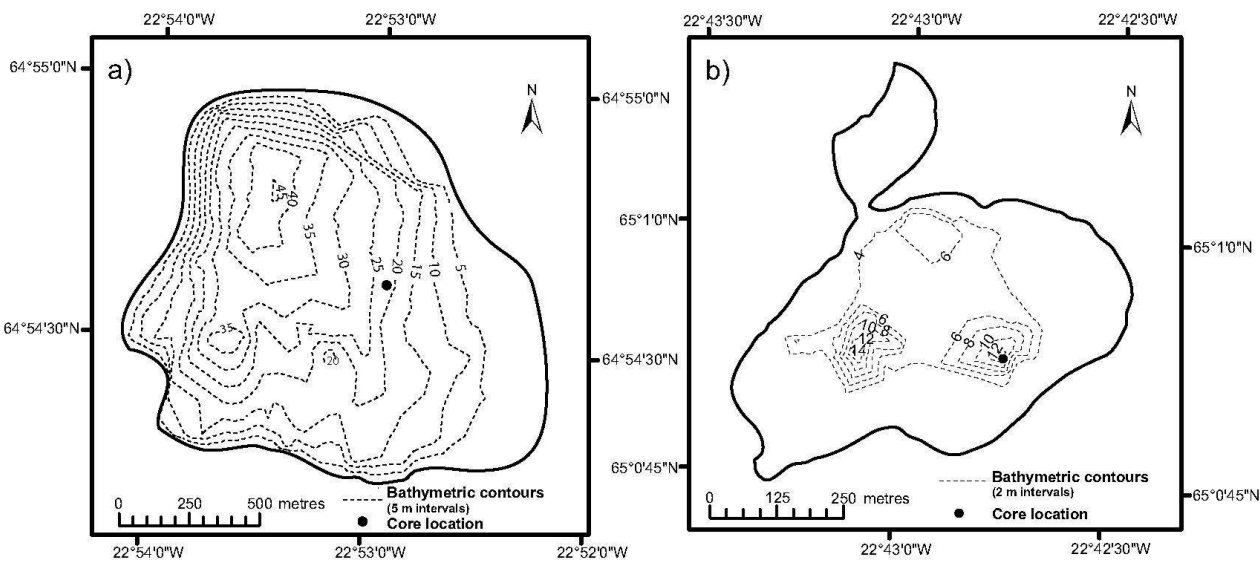 22°54'0"W 22°53'0"W
64°55'0"N
a)
N
64°55'0"N
45
40
35
30
25
20
15
10
5
64°54'30"N
35
20
64°54'30"N
0 250 500 metres
Bathymetric contours
(5 m intervals)
Core location
22°54'0"W 22°53'0"W 22°52'0"W
22°43'30"W 22°43'0"W 22°42'30"W
b)
N
65°1'0"N
65°1'0"N
4
6
6
8
10
12
14
6
8
10
12
65°0'45"N
65°0'45"N
0 125 250 metres
Bathymetric contours
(2 m intervals)
Core location
22°43'0"W 22°42'30"W